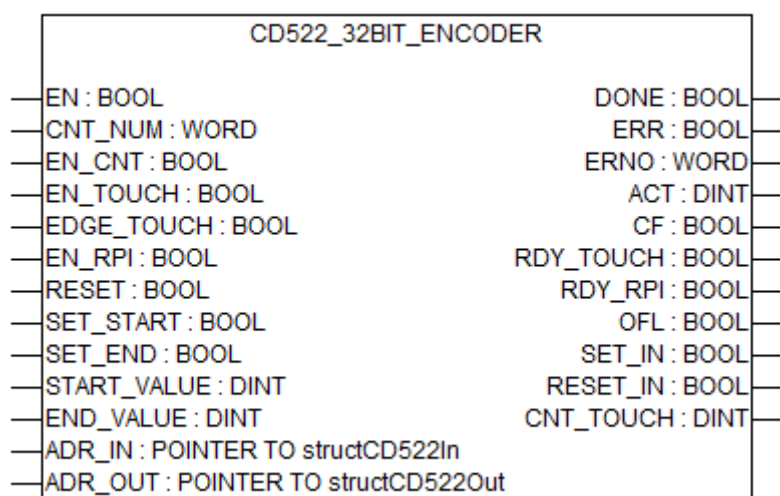 CD522_32BIT_ENCODER
EN : BOOL DONE : BOOL
CNT_NUM : WORD ERR : BOOL
EN_CNT : BOOL ERNO : WORD
EN_TOUCH : BOOL ACT : DINT
EDGE_TOUCH : BOOL CF : BOOL
EN_RPI : BOOL RDY_TOUCH : BOOL
RESET : BOOL RDY_RPI : BOOL
SET_START : BOOL OFL : BOOL
SET_END : BOOL SET_IN : BOOL
START_VALUE : DINT RESET_IN : BOOL
END_VALUE : DINT CNT_TOUCH : DINT
ADR_IN : POINTER TO structCD522In
ADR_OUT : POINTER TO structCD522Out